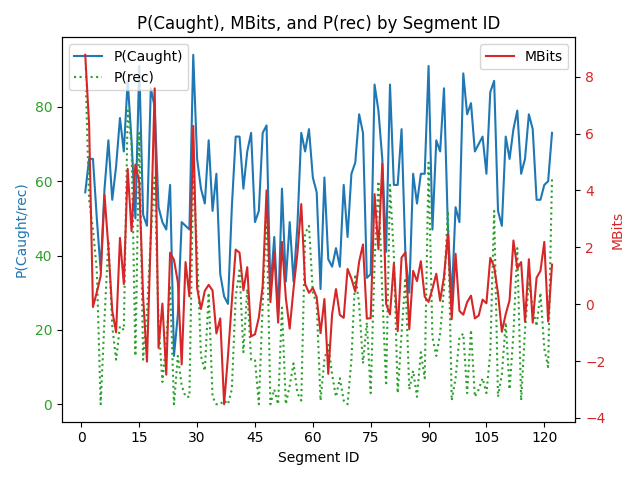 P(Caught), MBits, and P(rec) by Segment ID
P(Caught)
P(rec)
MBits
P(Caught/rec)
80
60
40
20
0
8
6
4
2
0
−2
−4
MBits
0 15 30 45 60 75 90 105 120
Segment ID